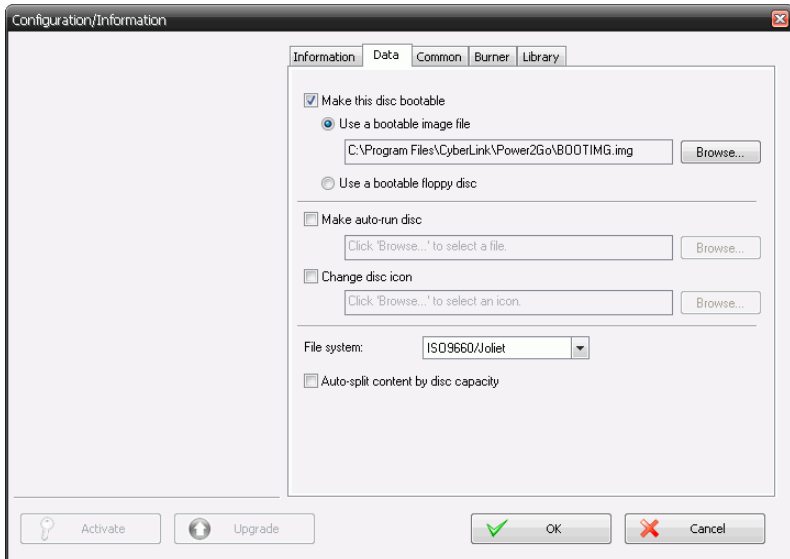 Configuration/Information
Information Data Common Burner Library
Make this disc bootable
Use a bootable image file
C:\Program Files\CyberLink\Power2Go\BOOTIMG.img Browse...
Use a bootable floppy disc
Make auto-run disc
Click 'Browse...' to select a file. Browse...
Change disc icon
Click 'Browse...' to select an icon. Browse...
File system: ISO9660/Joliet
Auto-split content by disc capacity
Activate Upgrade OK Cancel